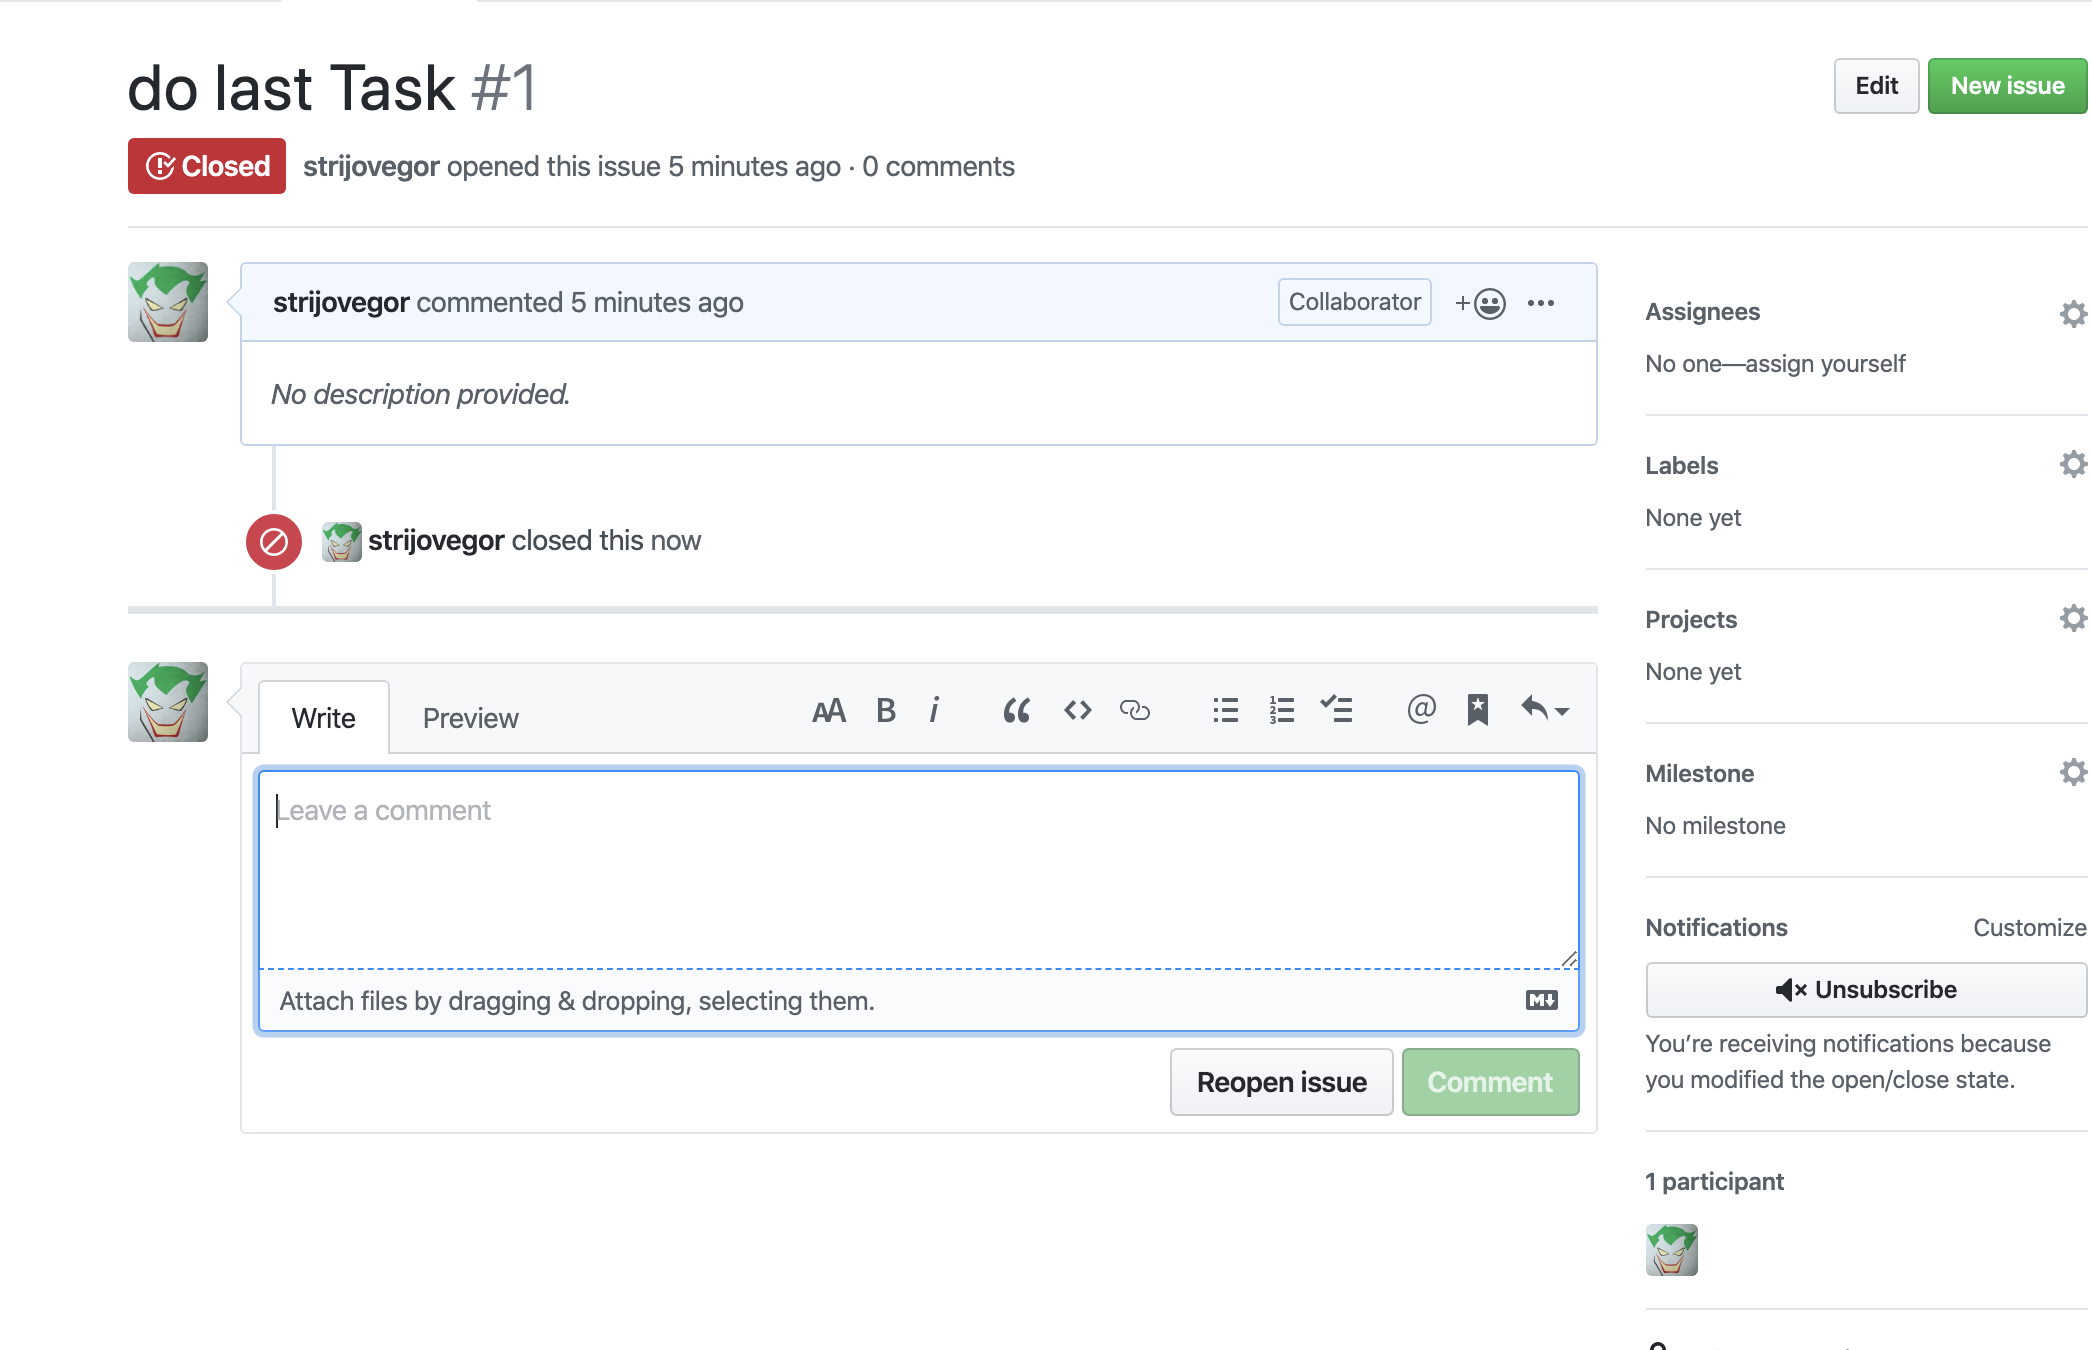 do last Task #1
Edit
New issue
Closed
strijovegor opened this issue 5 minutes ago · 0 comments
strijovegor commented 5 minutes ago
Collaborator
No description provided.
strijovegor closed this now
Write
Preview
AA B i
Leave a comment
Attach files by dragging & dropping, selecting them.
M
Reopen issue
Comment
Assignees
No one—assign yourself
Labels
None yet
Projects
None yet
Milestone
No milestone
Notifications
Customize
Unsubscribe
You’re receiving notifications because
you modified the open/close state.
1 participant